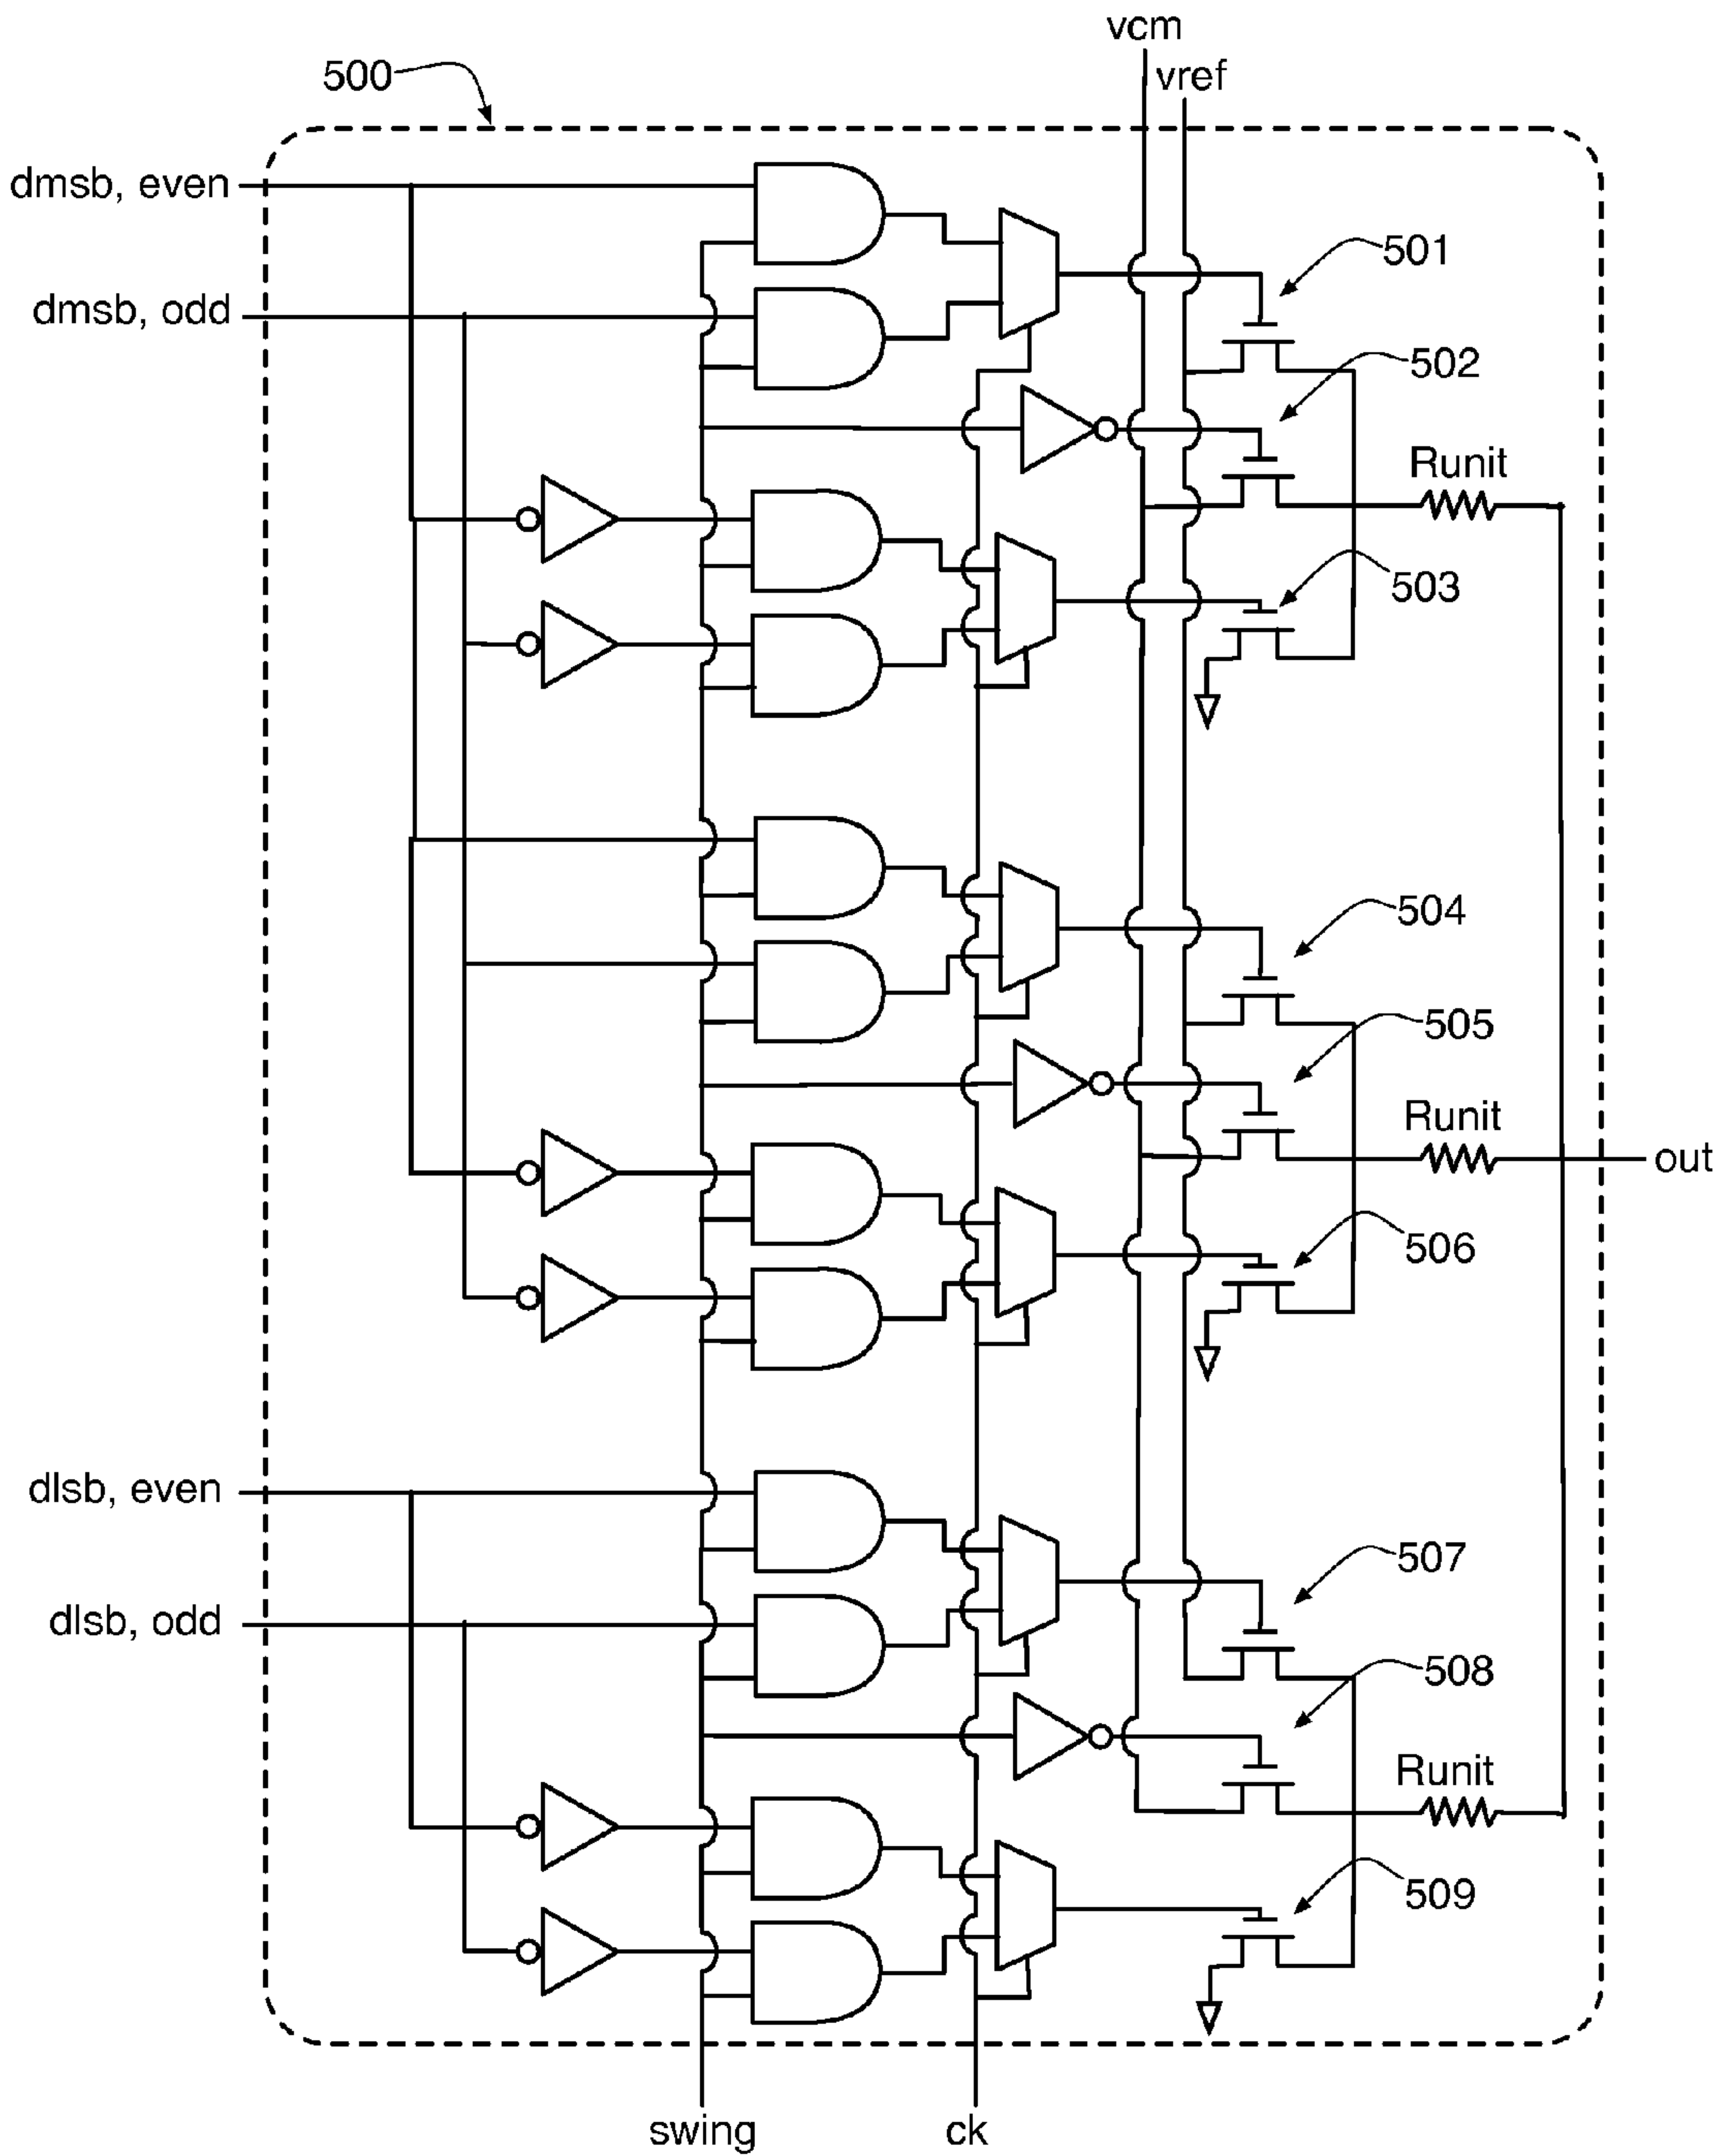 vcm
vref
500
dmsb, even
dmsb, odd
501
502
Runit
503
504
505
Runit
out
506
dlsb, even
dlsb, odd
507
508
Runit
509
swing
ck